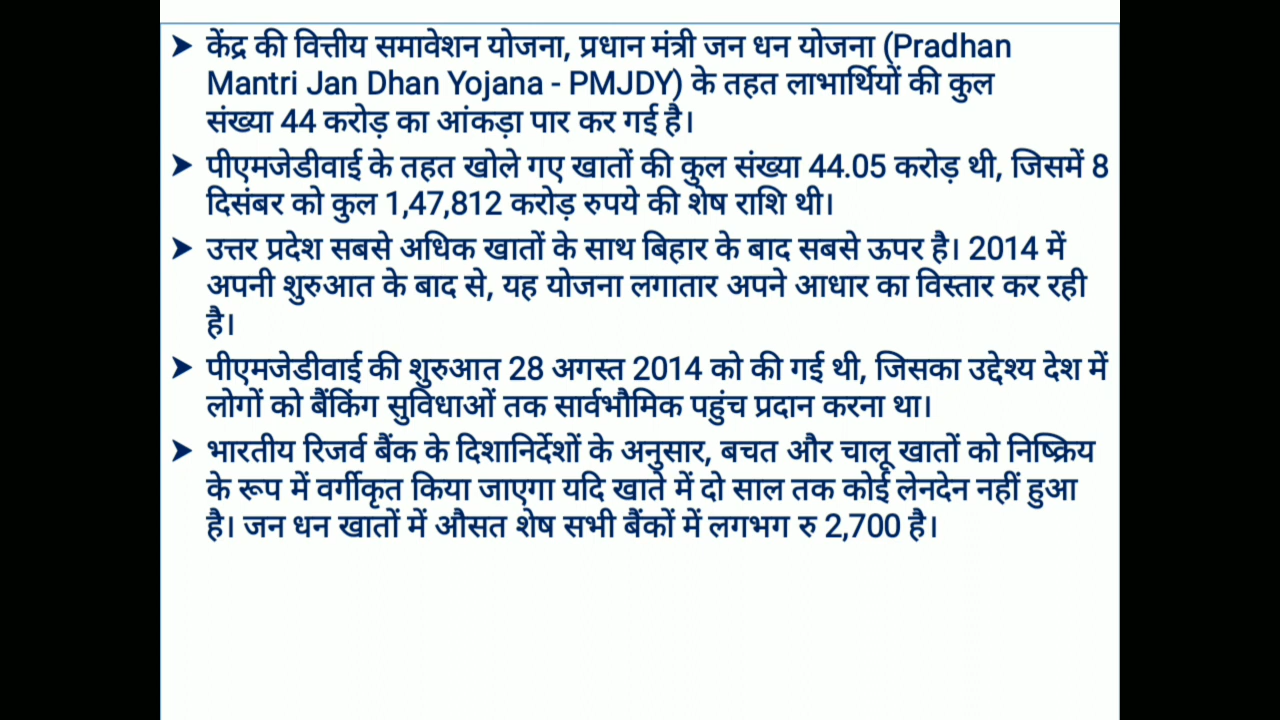 ➤ केंद्र की वित्तीय समावेशन योजना, प्रधान मंत्री जन धन योजना (Pradhan
Mantri Jan Dhan Yojana - PMJDY) के तहत लाभार्थियों की कुल
संख्या 44 करोड़ का आंकड़ा पार कर गई है।
➤ पीएमजेडीवाई के तहत खोले गए खातों की कुल संख्या 44.05 करोड़ थी, जिसमें 8
दिसंबर को कुल 1,47,812 करोड़ रुपये की शेष राशि थी।
➤ उत्तर प्रदेश सबसे अधिक खातों के साथ बिहार के बाद सबसे ऊपर है। 2014 में
अपनी शुरुआत के बाद से, यह योजना लगातार अपने आधार का विस्तार कर रही
है।
➤ पीएमजेडीवाई की शुरुआत 28 अगस्त 2014 को की गई थी, जिसका उद्देश्य देश में
लोगों को बैंकिंग सुविधाओं तक सार्वभौमिक पहुंच प्रदान करना था।
➤ भारतीय रिजर्व बैंक के दिशानिर्देशों के अनुसार, बचत और चालू खातों को निष्क्रिय
के रूप में वर्गीकृत किया जाएगा यदि खाते में दो साल तक कोई लेनदेन नहीं हुआ
है। जन धन खातों में औसत शेष सभी बैंकों में लगभग रु 2,700 है।